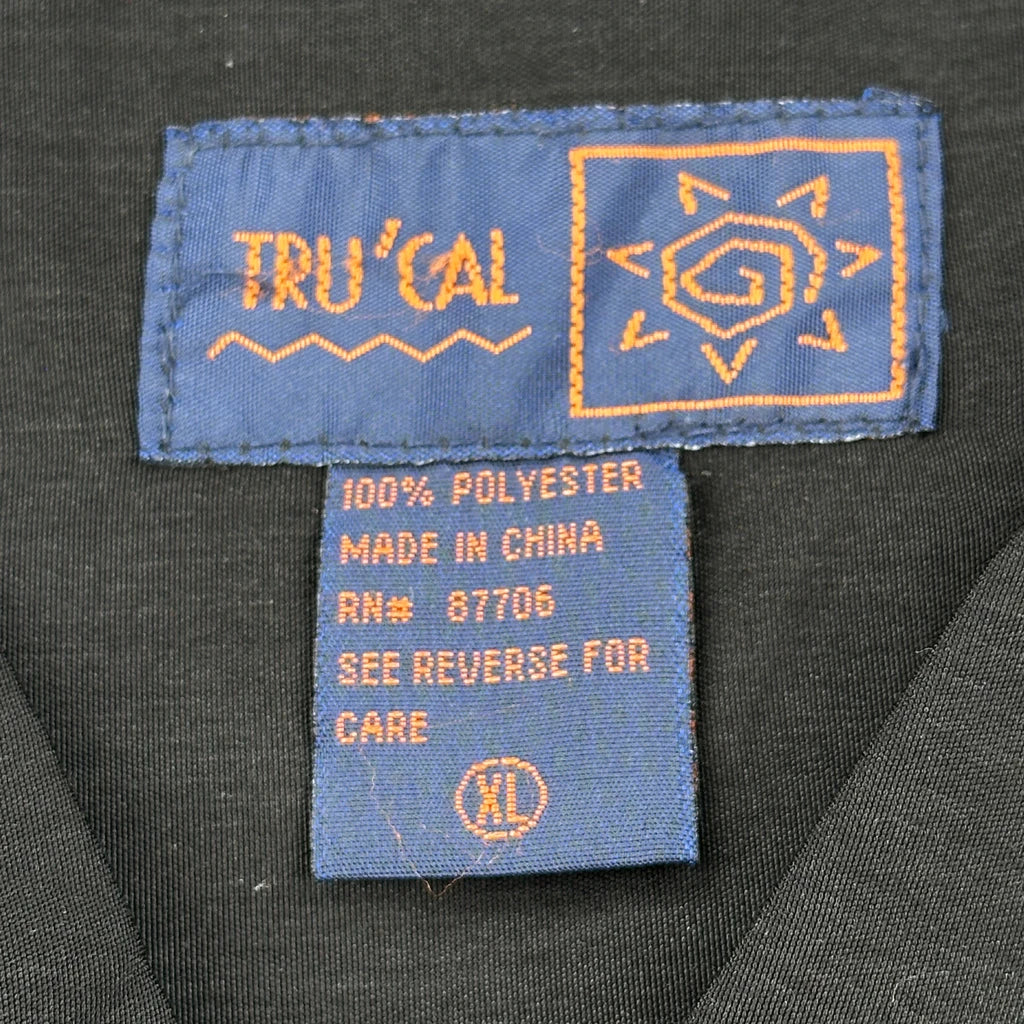 TRU'CAL
100% POLYESTER
MADE IN CHINA
RN# 87706
SEE REVERSE FOR
CARE
XL